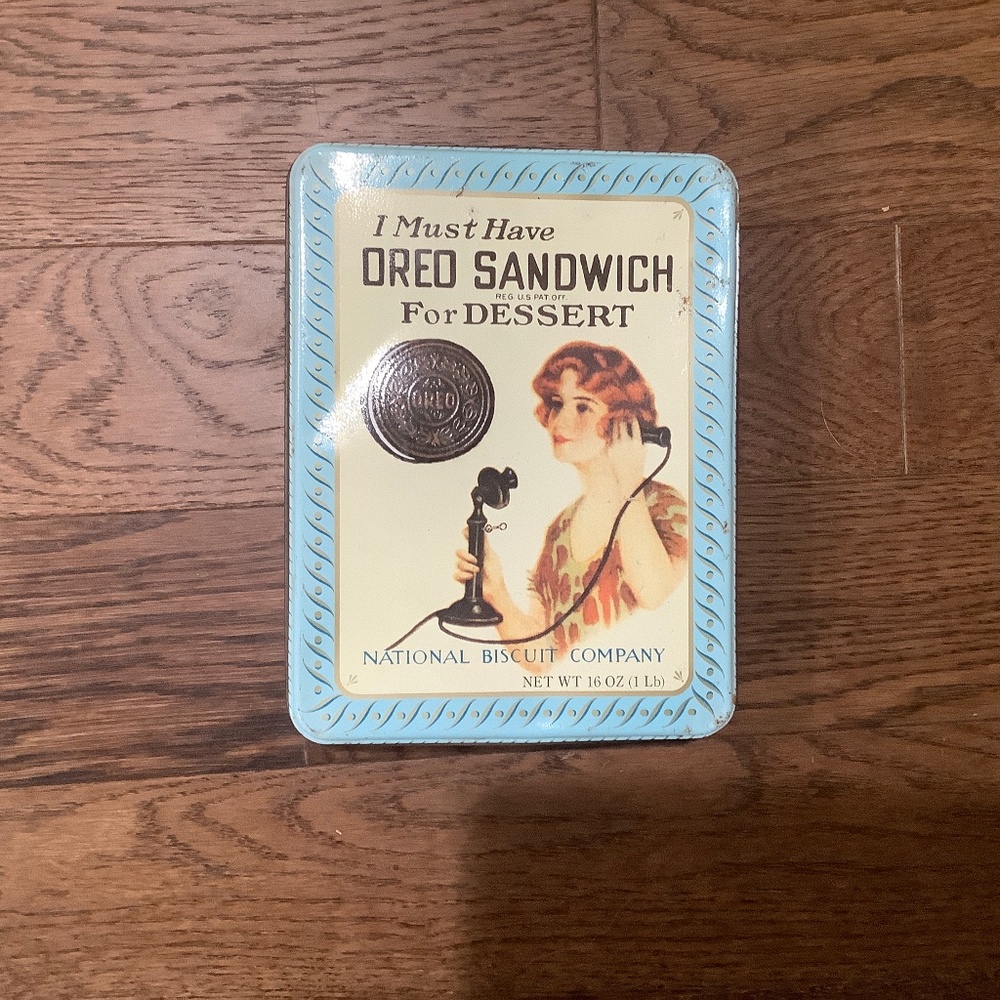 I Must Have
OREO SANDWICH
REG. U.S. PAT. OFF.
For DESSERT
OREO
NATIONAL BISCUIT COMPANY
NET WT 16 OZ (1 Lb)